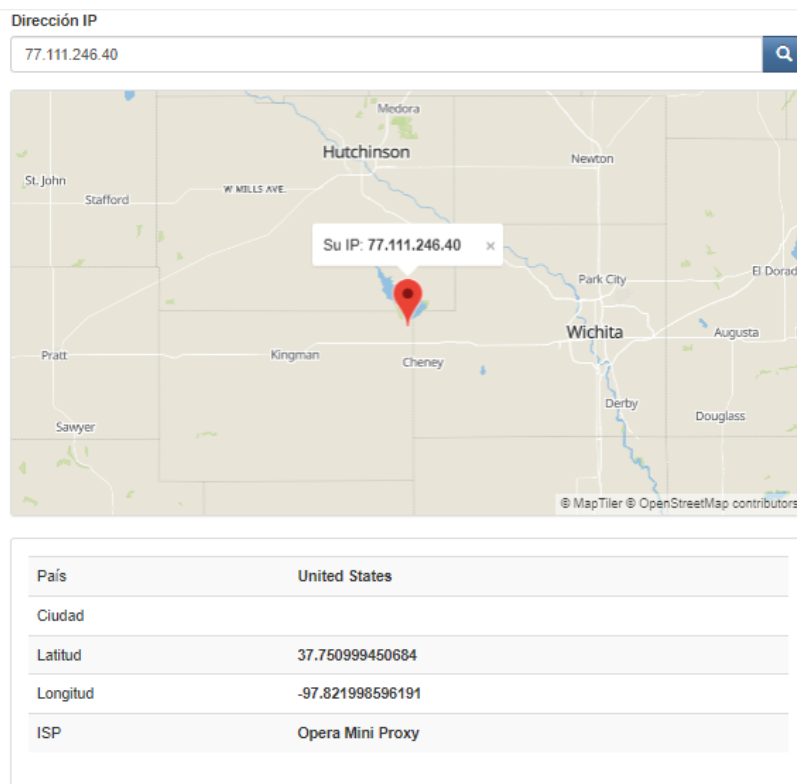 Dirección IP
77.111.246.40
Medora
Hutchinson
Newton
St. John
Stafford
W MILLS AVE.
Su IP: 77.111.246.40 ×
Park City
El Dorad
Wichita
Augusta
Pratt
Kingman
Cheney
Derby
Douglass
Sawyer
© MapTiler © OpenStreetMap contributors
País United States
Ciudad
Latitud 37.750999450684
Longitud -97.821998596191
ISP Opera Mini Proxy